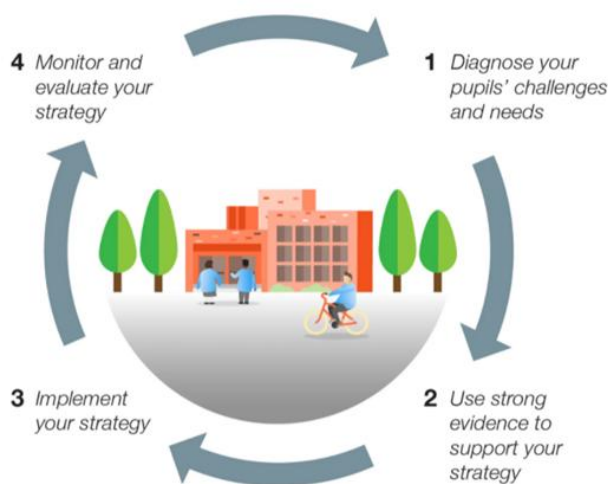 1 Diagnose your
pupils' challenges
and needs
2 Use strong
evidence to
support your
strategy
3 Implement
your strategy
4 Monitor and
evaluate your
strategy